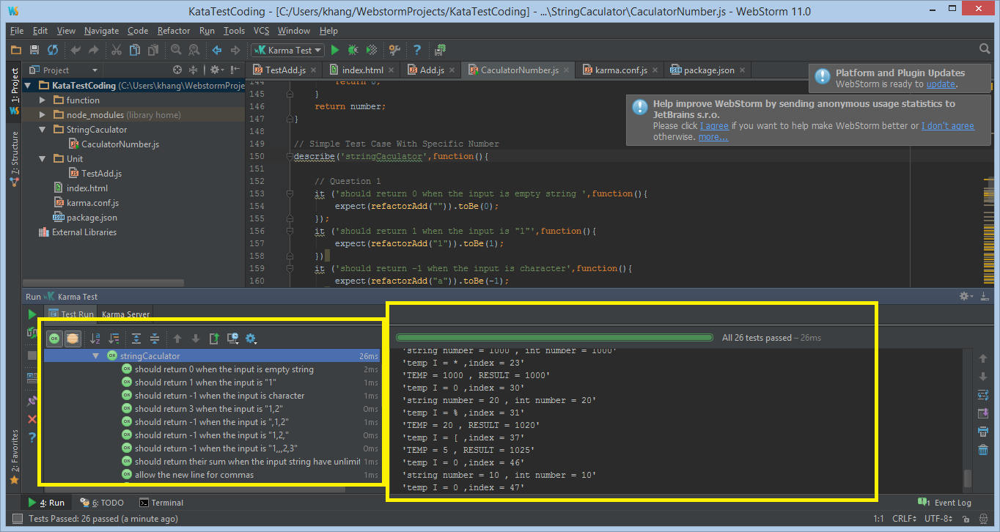 KataTestCoding - [C:/Users/khang/WebstormProjects/KataTestCoding] - ...\StringCaculator\CaculatorNumber.js - WebStorm 11.0
File Edit View Navigate Code Refactor Run Tools VCS Window Help
Karma Test
Project
TestAdd.js
index.html
Add.js
CaculatorNumber.js
karma.conf.js
package.json
1: Project
7: Structure
2: Favorites
KataTestCoding (C:\Users\khang\WebstormProje
function
node_modules (library home)
StringCaculator
CaculatorNumber.js
Unit
TestAdd.js
index.html
karma.conf.js
package.json
External Libraries
144 return 0;
145 }
146 return number;
147 }
148
149 // Simple Test Case With Specific Number
150 describe('stringCaculator',function(){
151
152 // Question 1
153 it ('should return 0 when the input is empty string ',function(){
154 expect(refactorAdd("")).toBe(0);
155 });
156 it ('should return 1 when the input is "1"',function(){
157 expect(refactorAdd("1")).toBe(1);
158 })
159 it ('should return -1 when the input is character',function(){
160 expect(refactorAdd("a")).toBe(-1);
Platform and Plugin Updates
WebStorm is ready to update.
Help improve WebStorm by sending anonymous usage statistics to
JetBrains s.r.o.
Please click I agree if you want to help make WebStorm better or I don't agree
otherwise. more...
Run Karma Test
Test Run Karma Server
stringCaculator 26ms
should return 0 when the input is empty string 2ms
should return 1 when the input is "1" 1ms
should return -1 when the input is character 1ms
should return 3 when the input is "1,2" 0ms
should return -1 when the input is ",1,2" 1ms
should return -1 when the input is "1,2," 0ms
should return -1 when the input is "1,,,2,3" 0ms
should return their sum when the input string have unlimit 1ms
allow the new line for commas 1ms
All 26 tests passed – 26ms
'string number = 1000 , int number = 1000'
'temp I = * ,index = 23'
'TEMP = 1000 , RESULT = 1000'
'temp I = 0 ,index = 30'
'string number = 20 , int number = 20'
'temp I = % ,index = 31'
'TEMP = 20 , RESULT = 1020'
'temp I = [ ,index = 37'
'TEMP = 5 , RESULT = 1025'
'temp I = 0 ,index = 46'
'string number = 10 , int number = 10'
'temp I = 0 ,index = 47'
4: Run 6: TODO Terminal 1 Event Log
Tests Passed: 26 passed (a minute ago) 1:1 CRLF UTF-8